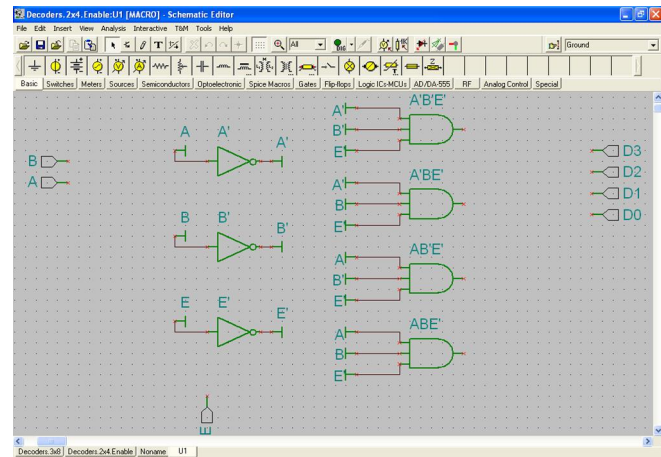 Decoders.2x4.Enable:U1 [MACRO] - Schematic Editor
File Edit Insert View Analysis Interactive T&M Tools Help
All
DIG
Ground
Basic Switches Meters Sources Semiconductors Optoelectronic Spice Macros Gates Flip-flops Logic ICs-MCUs AD/DA-555 RF Analog Control Special
A'B'E'
A'
B'
E'
A A' A'
B
A
D3
D2
D1
D0
A'BE'
A'
B
E'
B B' B'
AB'E'
A
B'
E'
E E' E'
ABE'
A
B
E'
E
Decoders.3x8 Decoders.2x4.Enable Noname U1